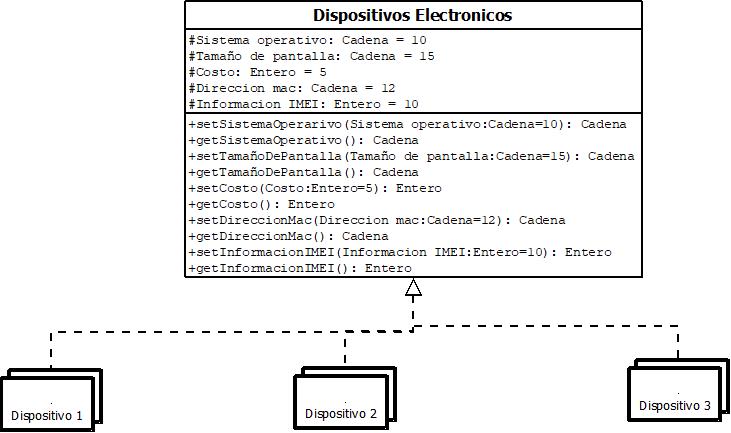 Dispositivos Electronicos
#Sistema operativo: Cadena = 10
#Tamaño de pantalla: Cadena = 15
#Costo: Entero = 5
#Direccion mac: Cadena = 12
#Informacion IMEI: Entero = 10
+setSistemaOperarivo(Sistema operativo:Cadena=10): Cadena
+getSistemaOperativo(): Cadena
+setTamañoDePantalla(Tamaño de pantalla:Cadena=15): Cadena
+getTamañoDePantalla(): Cadena
+setCosto(Costo:Entero=5): Entero
+getCosto(): Entero
+setDireccionMac(Direccion mac:Cadena=12): Cadena
+getDireccionMac(): Cadena
+setInformacionIMEI(Informacion IMEI:Entero=10): Entero
+getInformacionIMEI(): Entero
Dispositivo 1
Dispositivo 2
Dispositivo 3